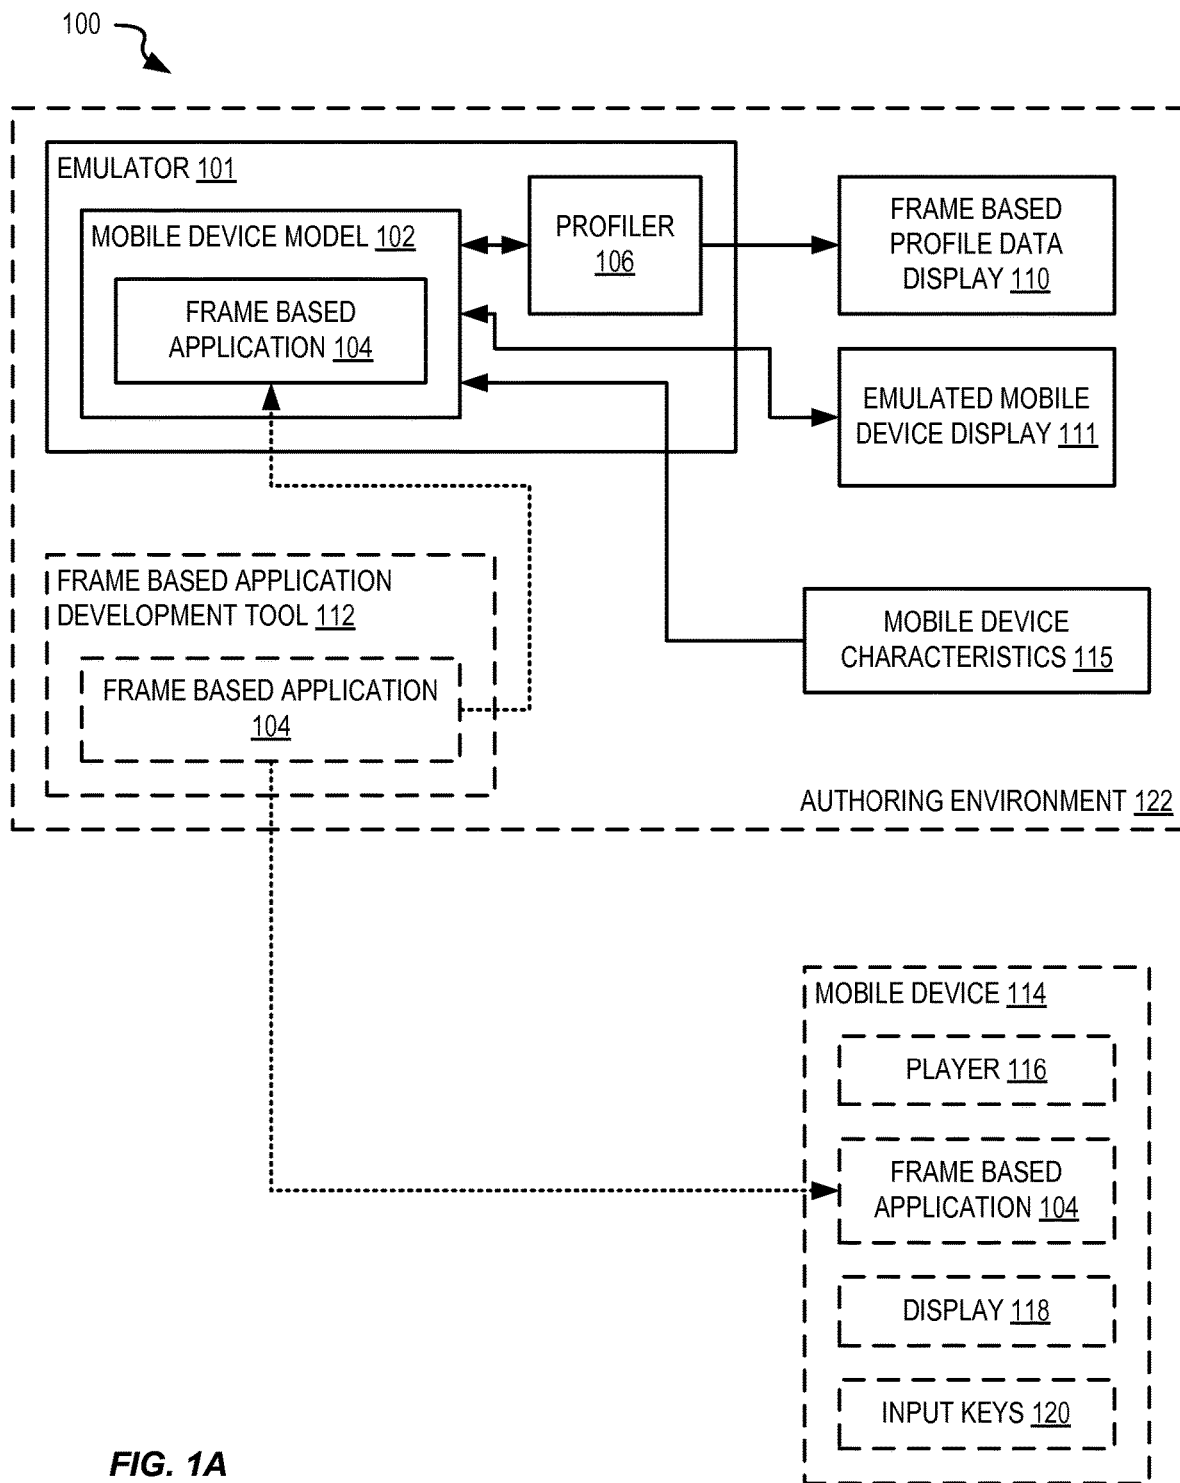 100
EMULATOR 101
MOBILE DEVICE MODEL 102
FRAME BASED
APPLICATION 104
PROFILER
106
FRAME BASED
PROFILE DATA
DISPLAY 110
EMULATED MOBILE
DEVICE DISPLAY 111
FRAME BASED APPLICATION
DEVELOPMENT TOOL 112
FRAME BASED APPLICATION
104
MOBILE DEVICE
CHARACTERISTICS 115
AUTHORING ENVIRONMENT 122
MOBILE DEVICE 114
PLAYER 116
FRAME BASED
APPLICATION 104
DISPLAY 118
INPUT KEYS 120
FIG. 1A